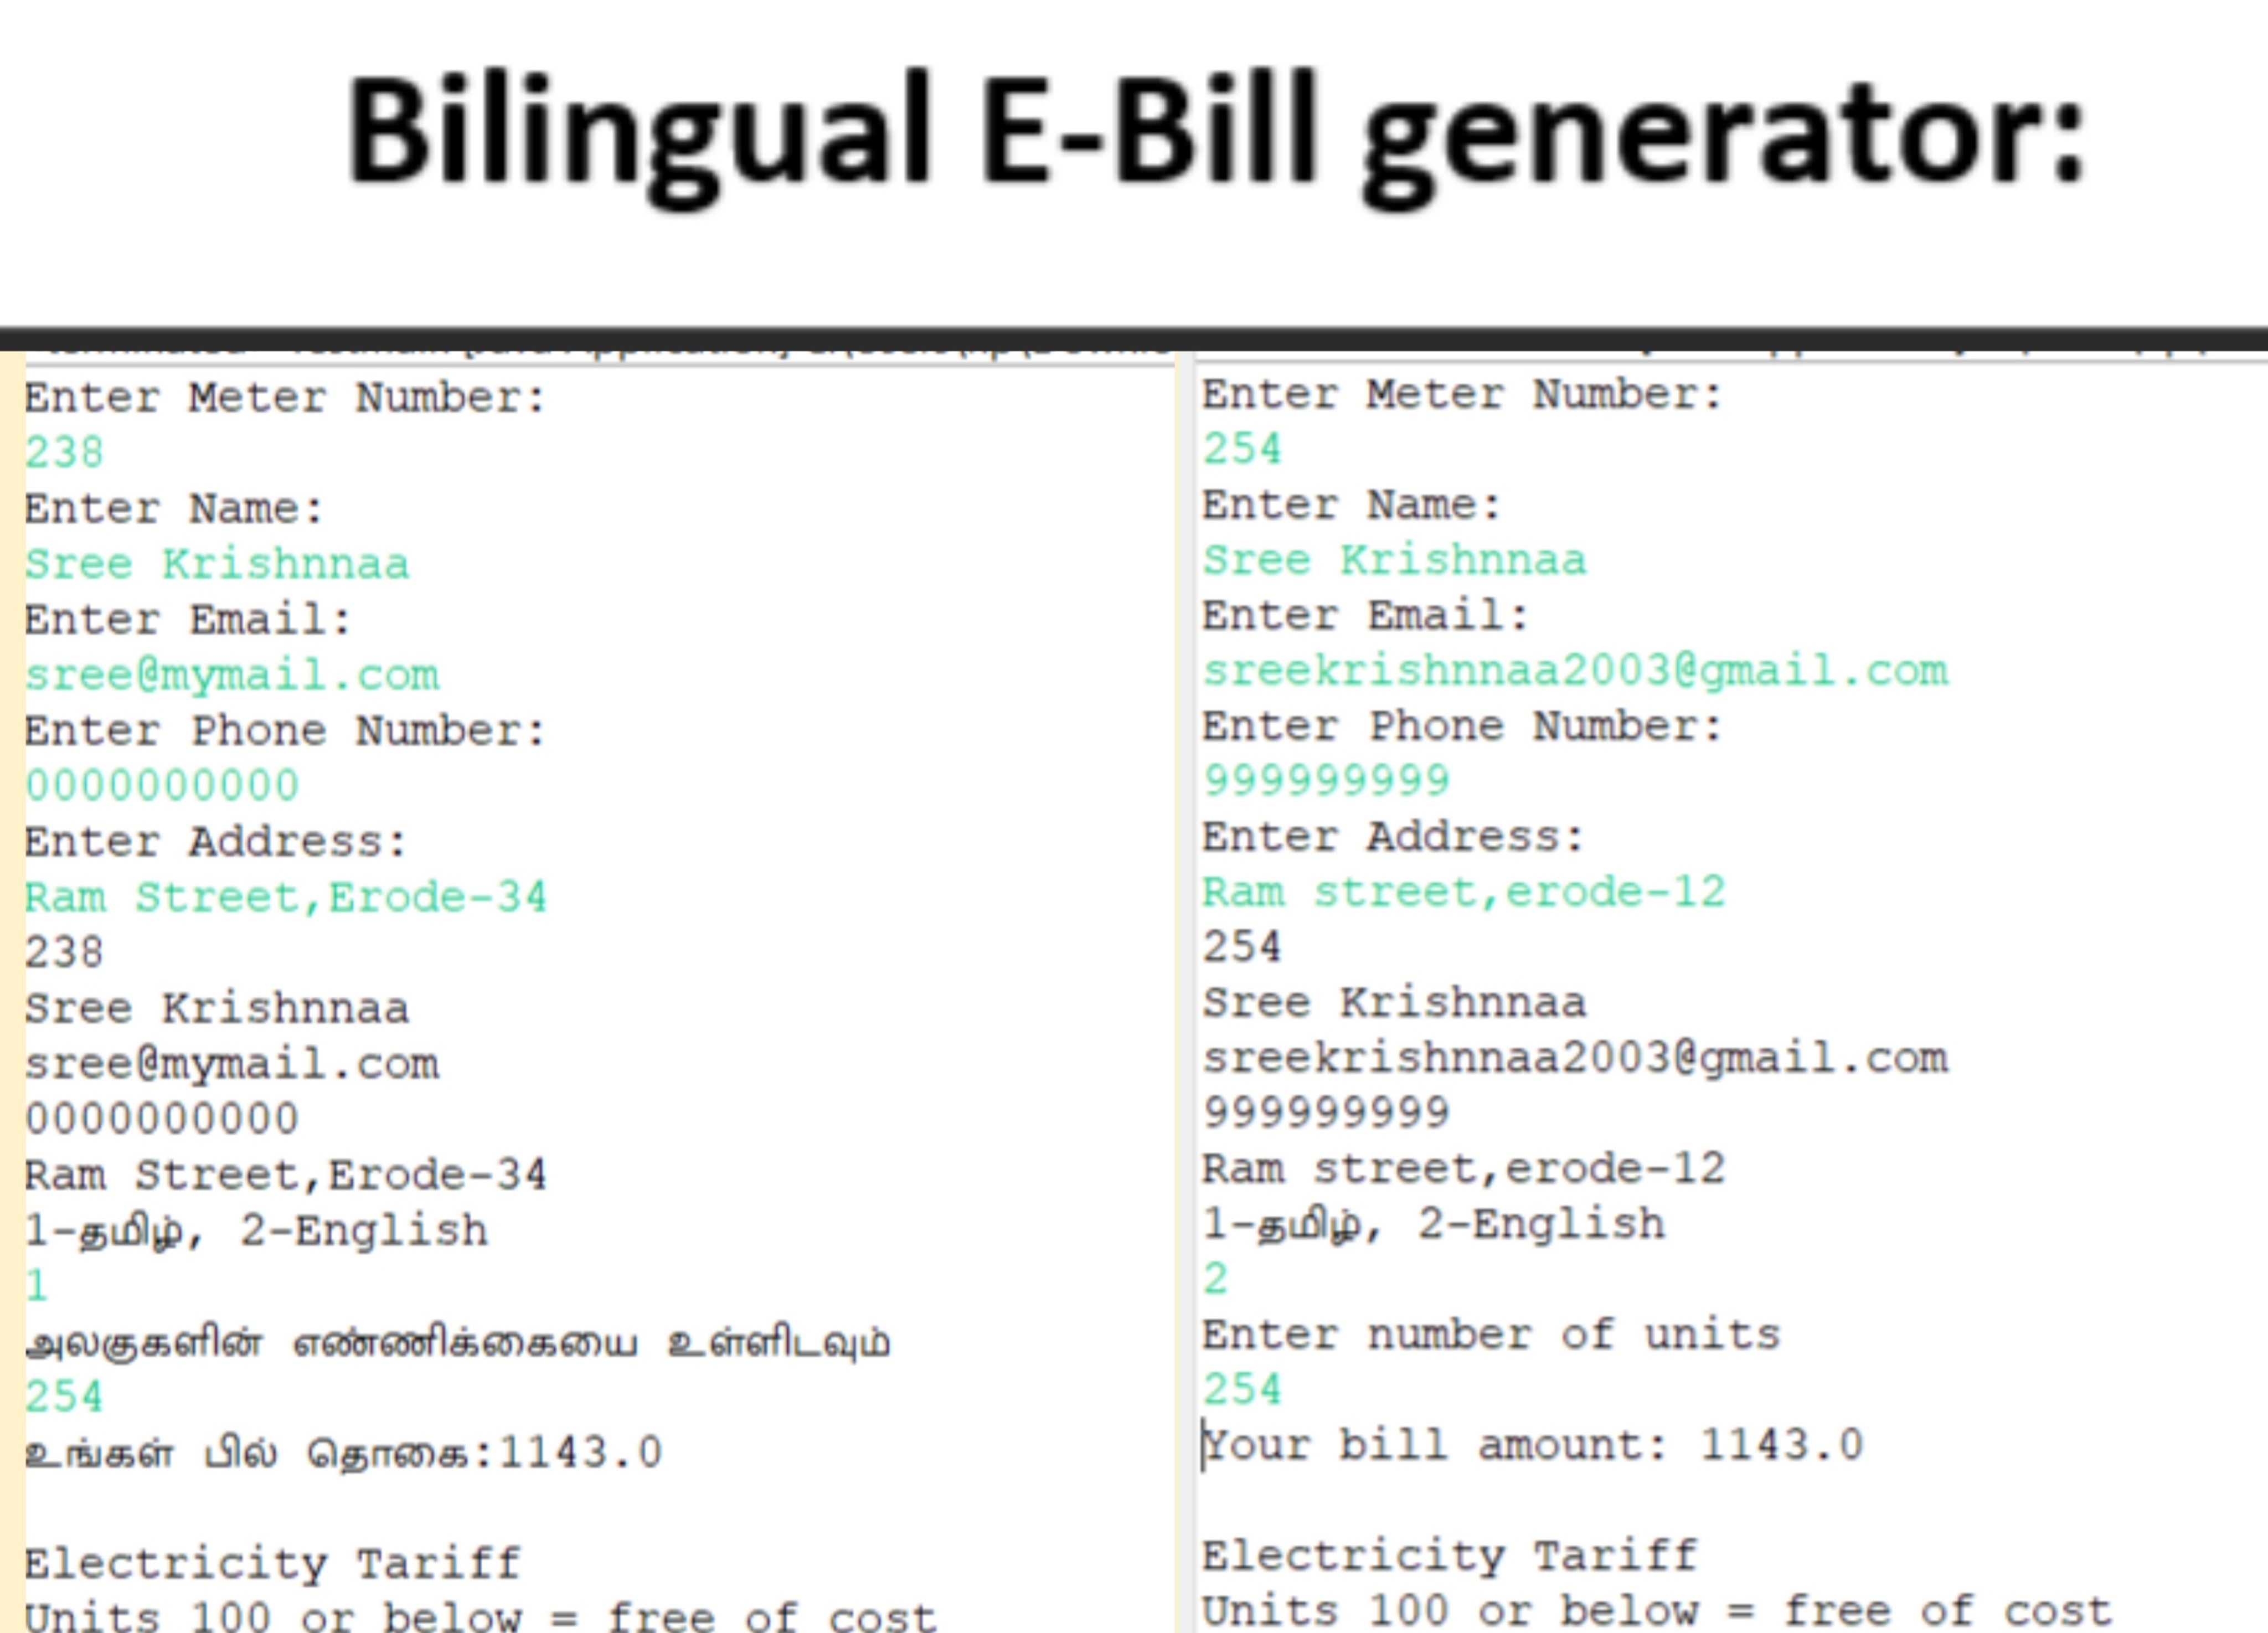 Bilingual E-Bill generator:
Enter Meter Number:
238
Enter Name:
Sree Krishnnaa
Enter Email:
sree@mymail.com
Enter Phone Number:
0000000000
Enter Address:
Ram Street,Erode-34
238
Sree Krishnnaa
sree@mymail.com
0000000000
Ram Street,Erode-34
1-தமிழ், 2-English
1
அலகுகளின் எண்ணிக்கையை உள்ளிடவும்
254
உங்கள் பில் தொகை:1143.0
Electricity Tariff
Units 100 or below = free of cost
Enter Meter Number:
254
Enter Name:
Sree Krishnnaa
Enter Email:
sreekrishnnaa2003@gmail.com
Enter Phone Number:
999999999
Enter Address:
Ram street,erode-12
254
Sree Krishnnaa
sreekrishnnaa2003@gmail.com
999999999
Ram street,erode-12
1-தமிழ், 2-English
2
Enter number of units
254
Your bill amount: 1143.0
Electricity Tariff
Units 100 or below = free of cost